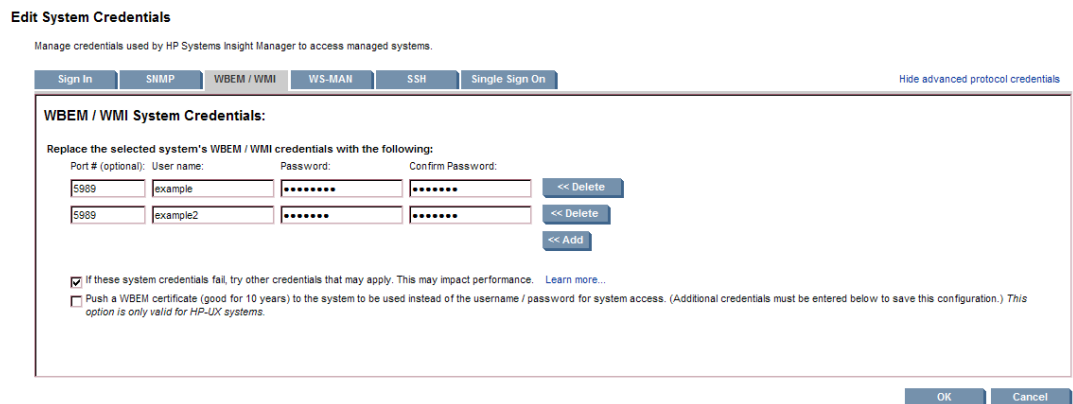 Edit System Credentials
Manage credentials used by HP Systems Insight Manager to access managed systems.
Sign In SNMP WBEM / WMI WS-MAN SSH Single Sign On Hide advanced protocol credentials
WBEM / WMI System Credentials:
Replace the selected system's WBEM / WMI credentials with the following:
Port # (optional): User name: Password: Confirm Password:
5989 example •••••••• ••••••• << Delete
5989 example2 ••••••• ••••••• << Delete
<< Add
If these system credentials fail, try other credentials that may apply. This may impact performance. Learn more...
Push a WBEM certificate (good for 10 years) to the system to be used instead of the username / password for system access. (Additional credentials must be entered below to save this configuration.) This
option is only valid for HP-UX systems.
OK Cancel